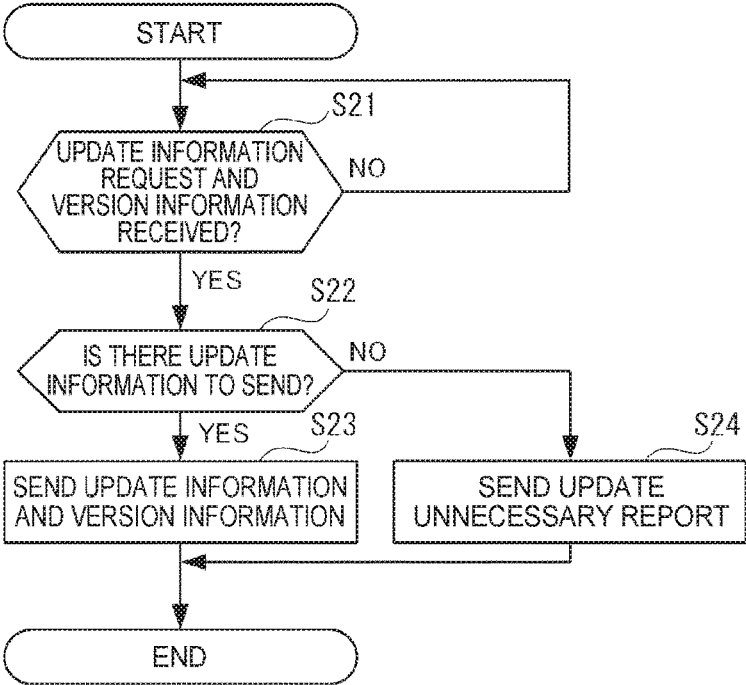 START
S21
UPDATE INFORMATION
REQUEST AND
VERSION INFORMATION
RECEIVED?
NO
YES
S22
IS THERE UPDATE
INFORMATION TO SEND?
NO
YES
S23
SEND UPDATE INFORMATION
AND VERSION INFORMATION
S24
SEND UPDATE
UNNECESSARY REPORT
END